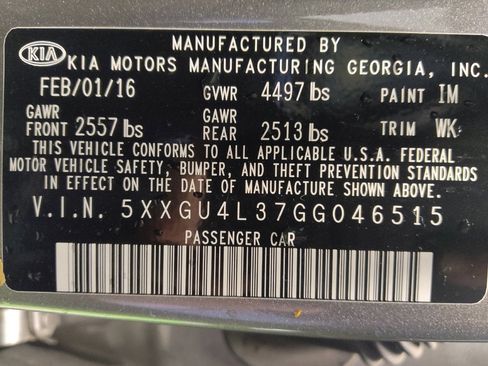 MANUFACTURED BY
KIA KIA MOTORS MANUFACTURING GEORGIA, INC.
FEB/01/16 GVWR 4497 lbs PAINT IM
GAWR FRONT 2557 lbs GAWR REAR 2513 lbs TRIM WK
THIS VEHICLE CONFORMS TO ALL APPLICABLE U.S.A. FEDERAL
MOTOR VEHICLE SAFETY, BUMPER, AND THEFT PREVENTION STANDARDS
IN EFFECT ON THE DATE OF MANUFACTURE SHOWN ABOVE.
V.I.N. 5XXGU4L37GG046515
PASSENGER CAR